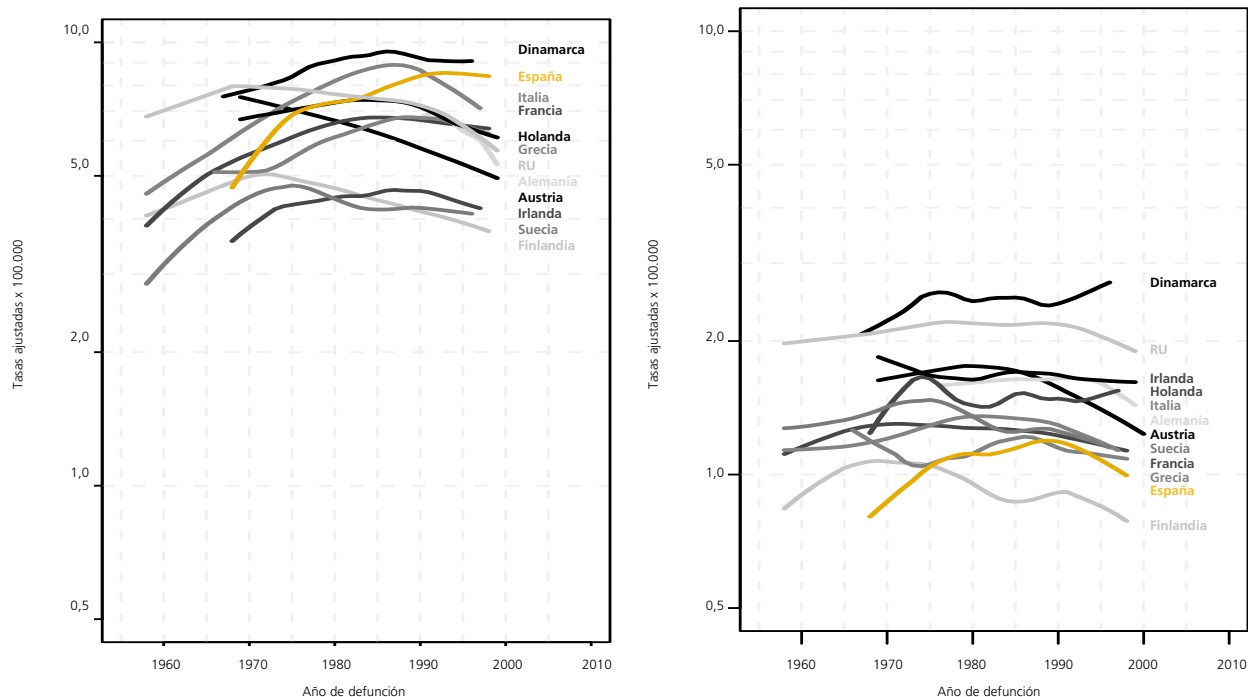 10,0
5,0
2,0
1,0
0,5
Tasas ajustadas x 100.000
Dinamarca
España
Italia
Francia
Holanda
Grecia
RU
Alemania
Austria
Irlanda
Suecia
Finlandia
1960 1970 1980 1990 2000 2010
Año de defunción
10,0
5,0
2,0
1,0
0,5
Tasas ajustadas x 100.000
Dinamarca
RU
Irlanda
Holanda
Italia
Alemania
Austria
Suecia
Francia
Grecia
España
Finlandia
1960 1970 1980 1990 2000 2010
Año de defunción